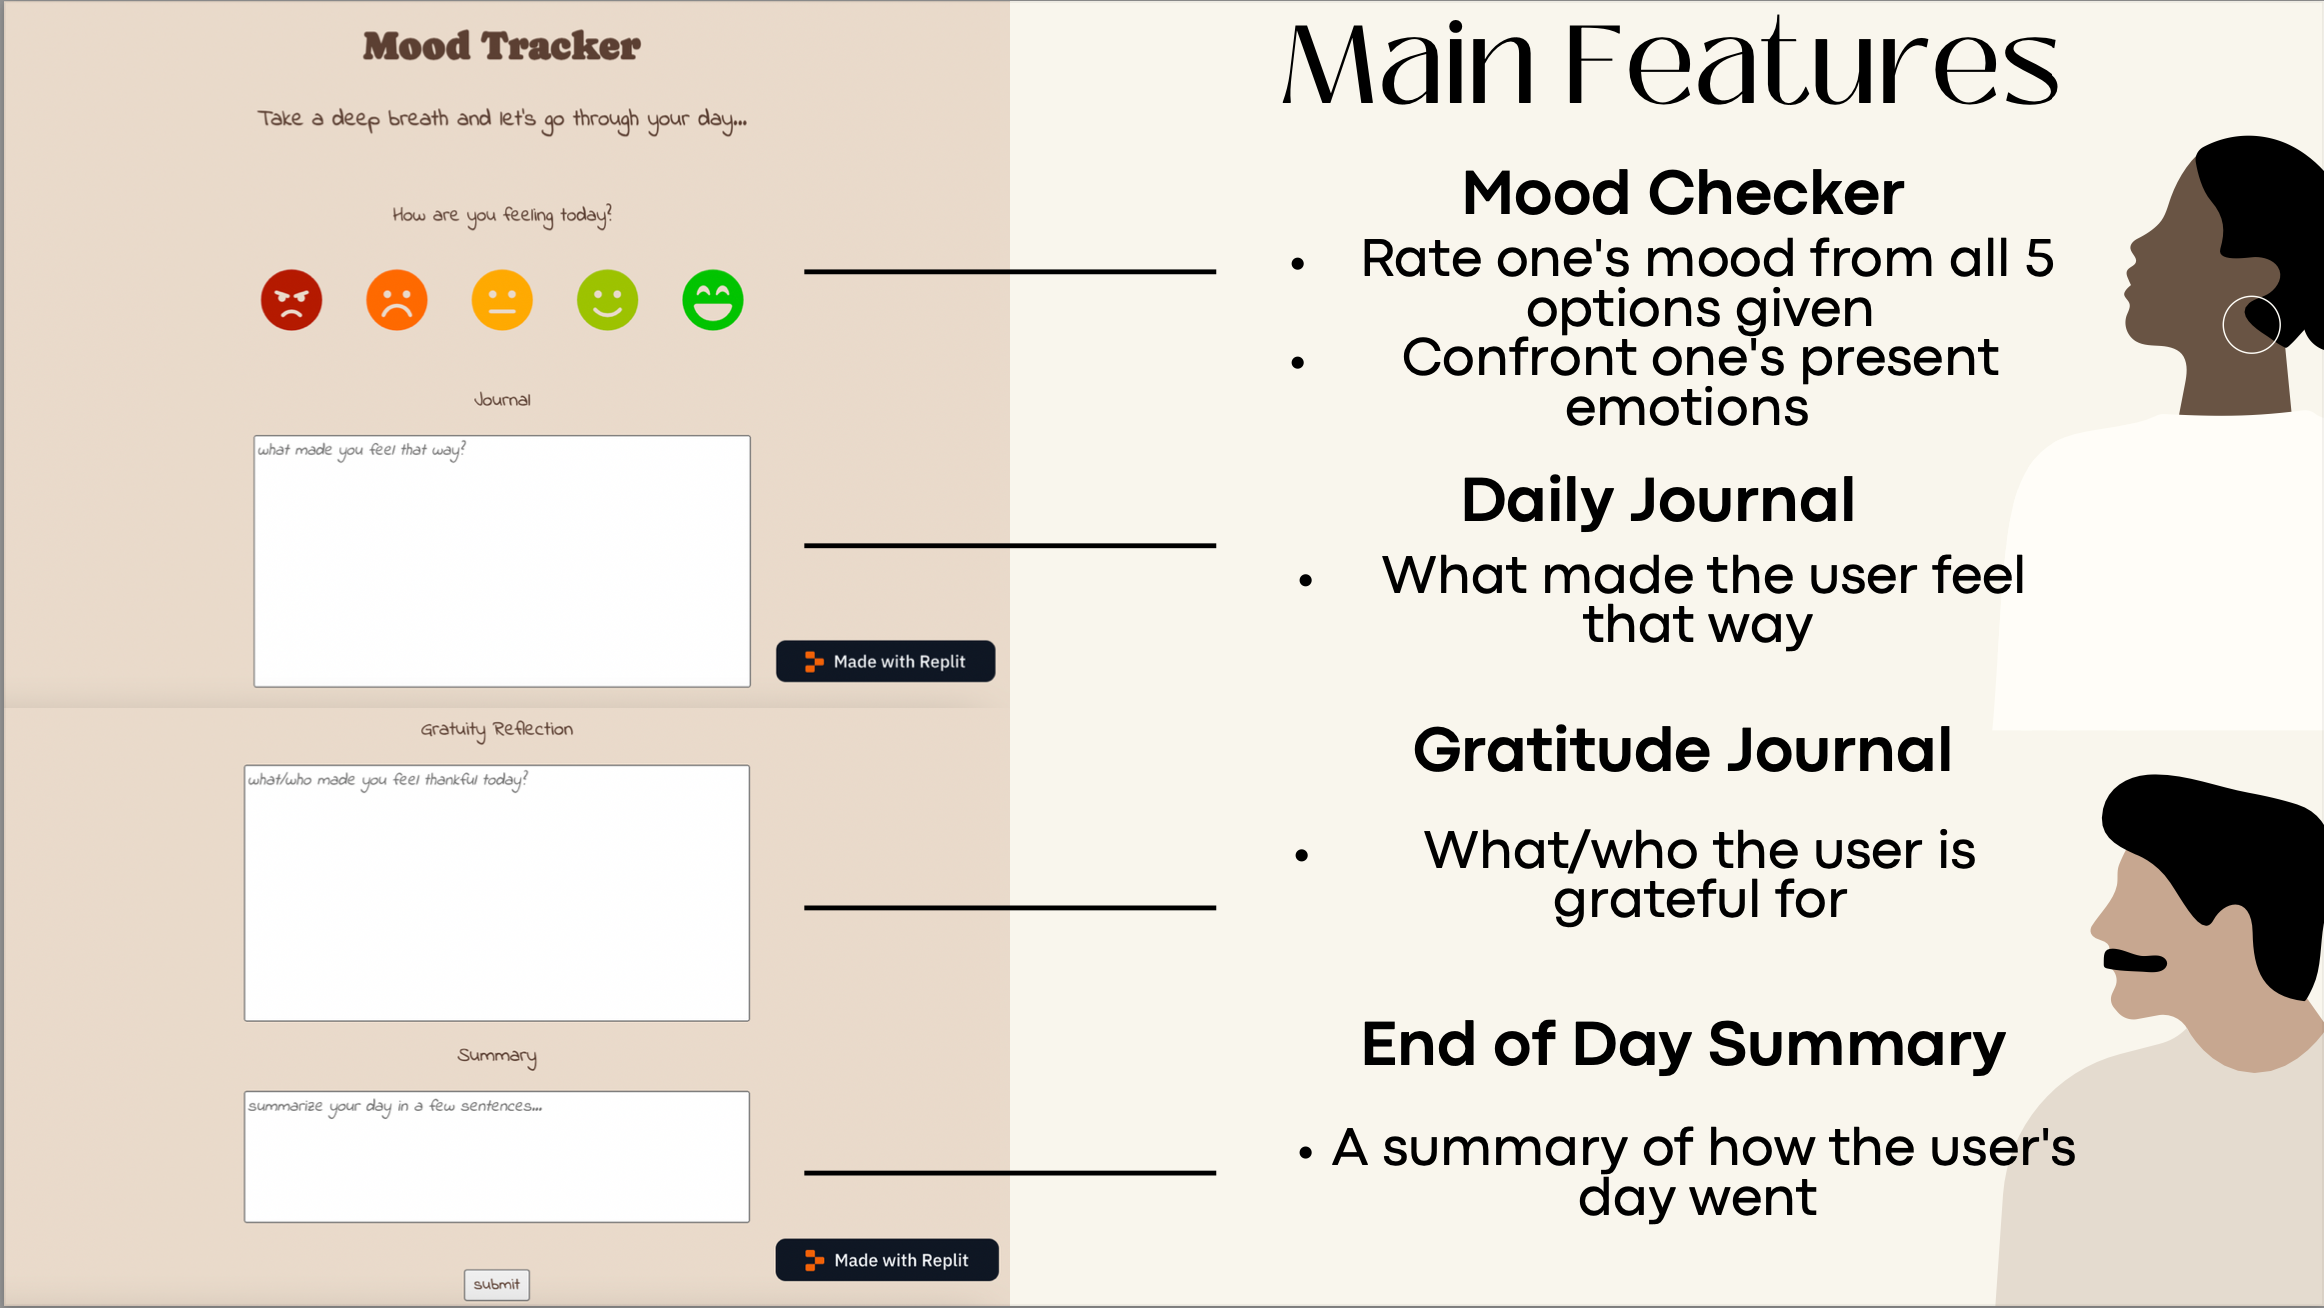 Mood Tracker
Take a deep breath and let's go through your day...
How are you feeling today?
Journal
what made you feel that way?
Made with Replit
Gratuity Reflection
what/who made you feel thankful today?
Summary
summarize your day in a few sentences...
Made with Replit
submit
Main Features
Mood Checker
• Rate one's mood from all 5
options given
• Confront one's present
emotions
Daily Journal
• What made the user feel
that way
Gratitude Journal
• What/who the user is
grateful for
End of Day Summary
• A summary of how the user's
day went